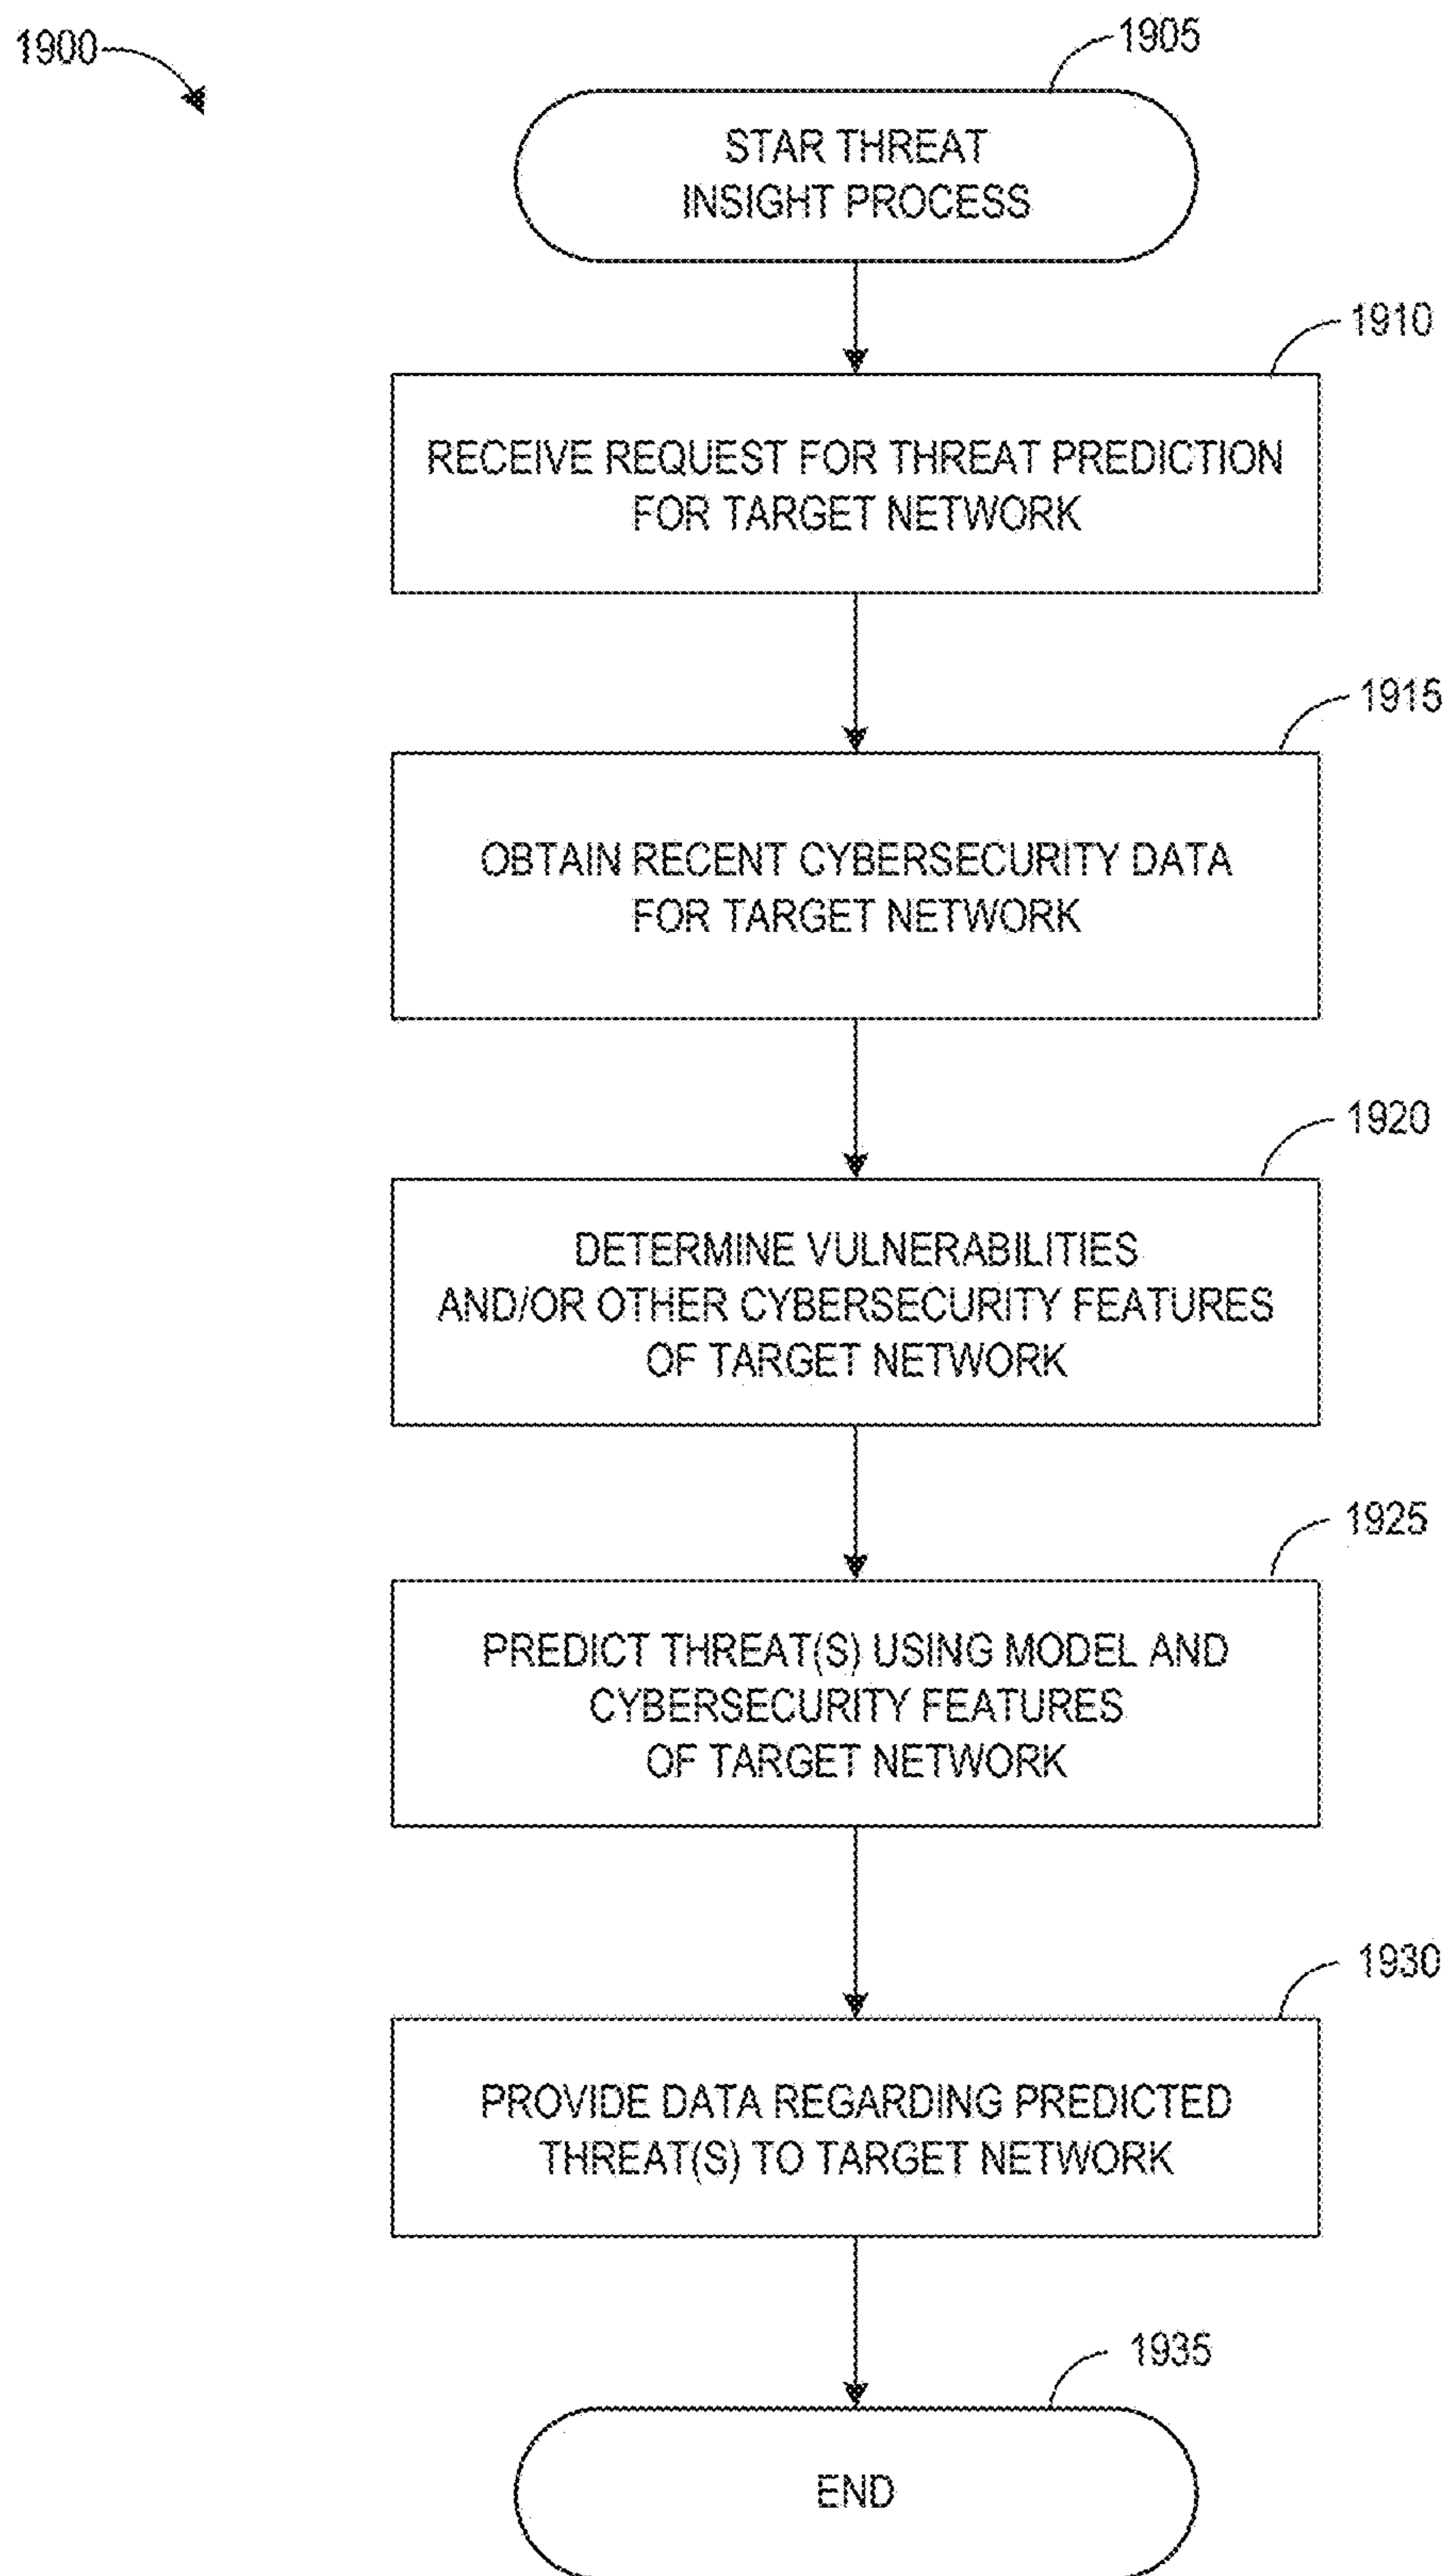 1900
1905
STAR THREAT
INSIGHT PROCESS
1910
RECEIVE REQUEST FOR THREAT PREDICTION
FOR TARGET NETWORK
1915
OBTAIN RECENT CYBERSECURITY DATA
FOR TARGET NETWORK
1920
DETERMINE VULNERABILITIES
AND/OR OTHER CYBERSECURITY FEATURES
OF TARGET NETWORK
1925
PREDICT THREAT(S) USING MODEL AND
CYBERSECURITY FEATURES
OF TARGET NETWORK
1930
PROVIDE DATA REGARDING PREDICTED
THREAT(S) TO TARGET NETWORK
1935
END